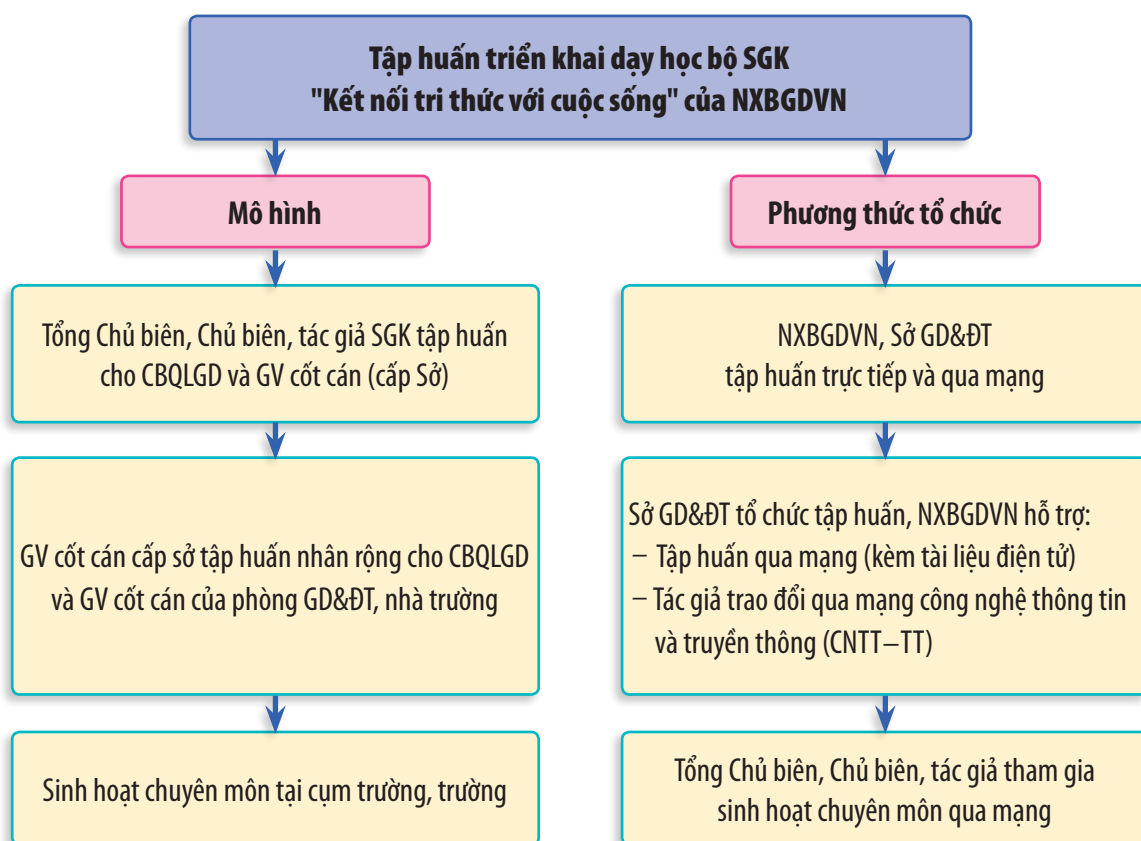 Tập huấn triển khai dạy học bộ SGK
"Kết nối tri thức với cuộc sống" của NXBGDVN
Mô hình
Phương thức tổ chức
Tổng Chủ biên, Chủ biên, tác giả SGK tập huấn
cho CBQLGD và GV cốt cán (cấp Sở)
NXBGDVN, Sở GD&ĐT
tập huấn trực tiếp và qua mạng
GV cốt cán cấp sở tập huấn nhân rộng cho CBQLGD
và GV cốt cán của phòng GD&ĐT, nhà trường
Sở GD&ĐT tổ chức tập huấn, NXBGDVN hỗ trợ:
– Tập huấn qua mạng (kèm tài liệu điện tử)
– Tác giả trao đổi qua mạng công nghệ thông tin
và truyền thông (CNTT–TT)
Sinh hoạt chuyên môn tại cụm trường, trường
Tổng Chủ biên, Chủ biên, tác giả tham gia
sinh hoạt chuyên môn qua mạng